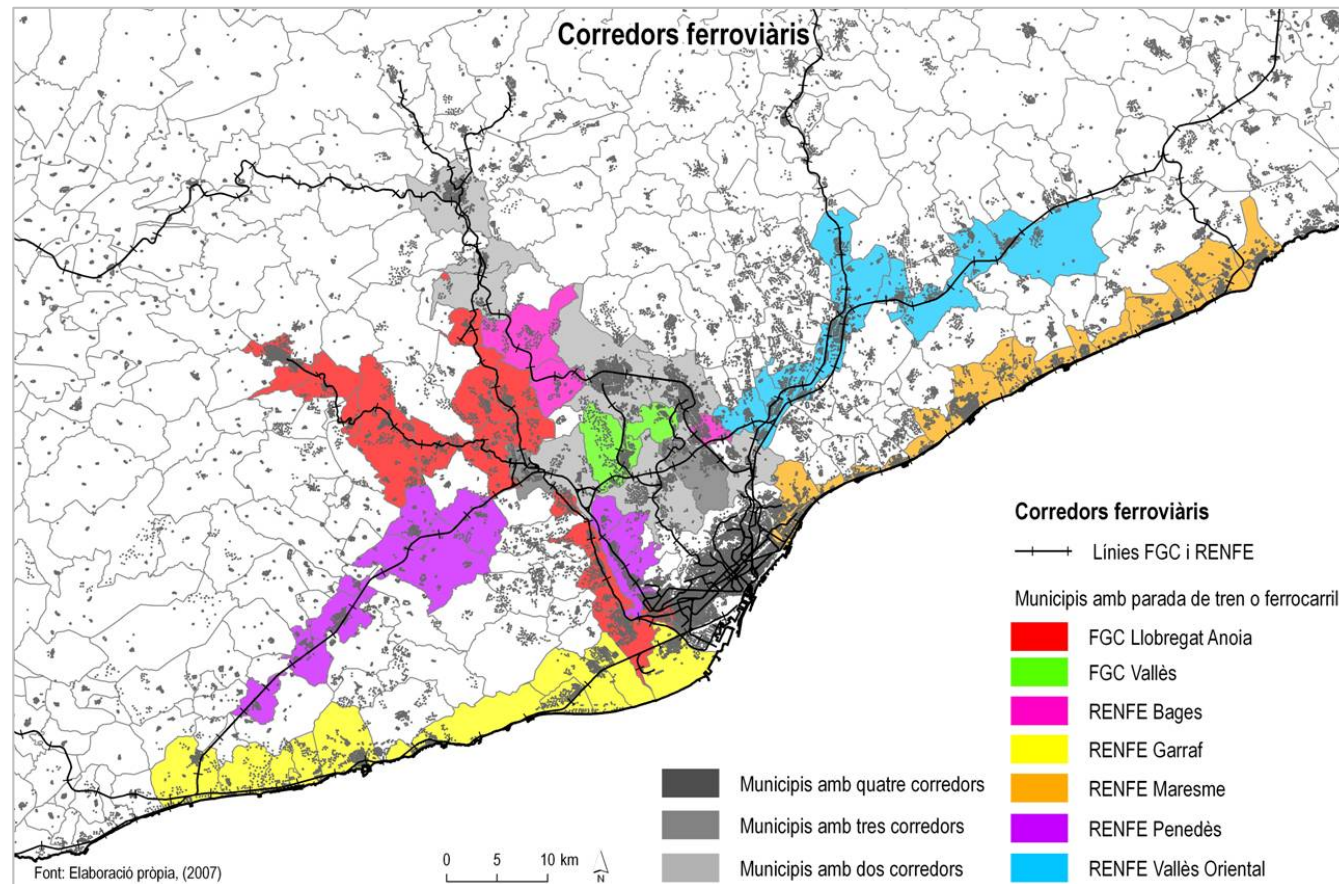 Corredors ferroviàris
Corredors ferroviàris
Línies FGC i RENFE
Municipis amb parada de tren o ferrocarril
FGC Llobregat Anoia
FGC Vallès
RENFE Bages
RENFE Garraf
RENFE Maresme
RENFE Penedès
RENFE Vallès Oriental
Municipis amb quatre corredors
Municipis amb tres corredors
Municipis amb dos corredors
0 5 10 km
N
Font: Elaboració pròpia, (2007)